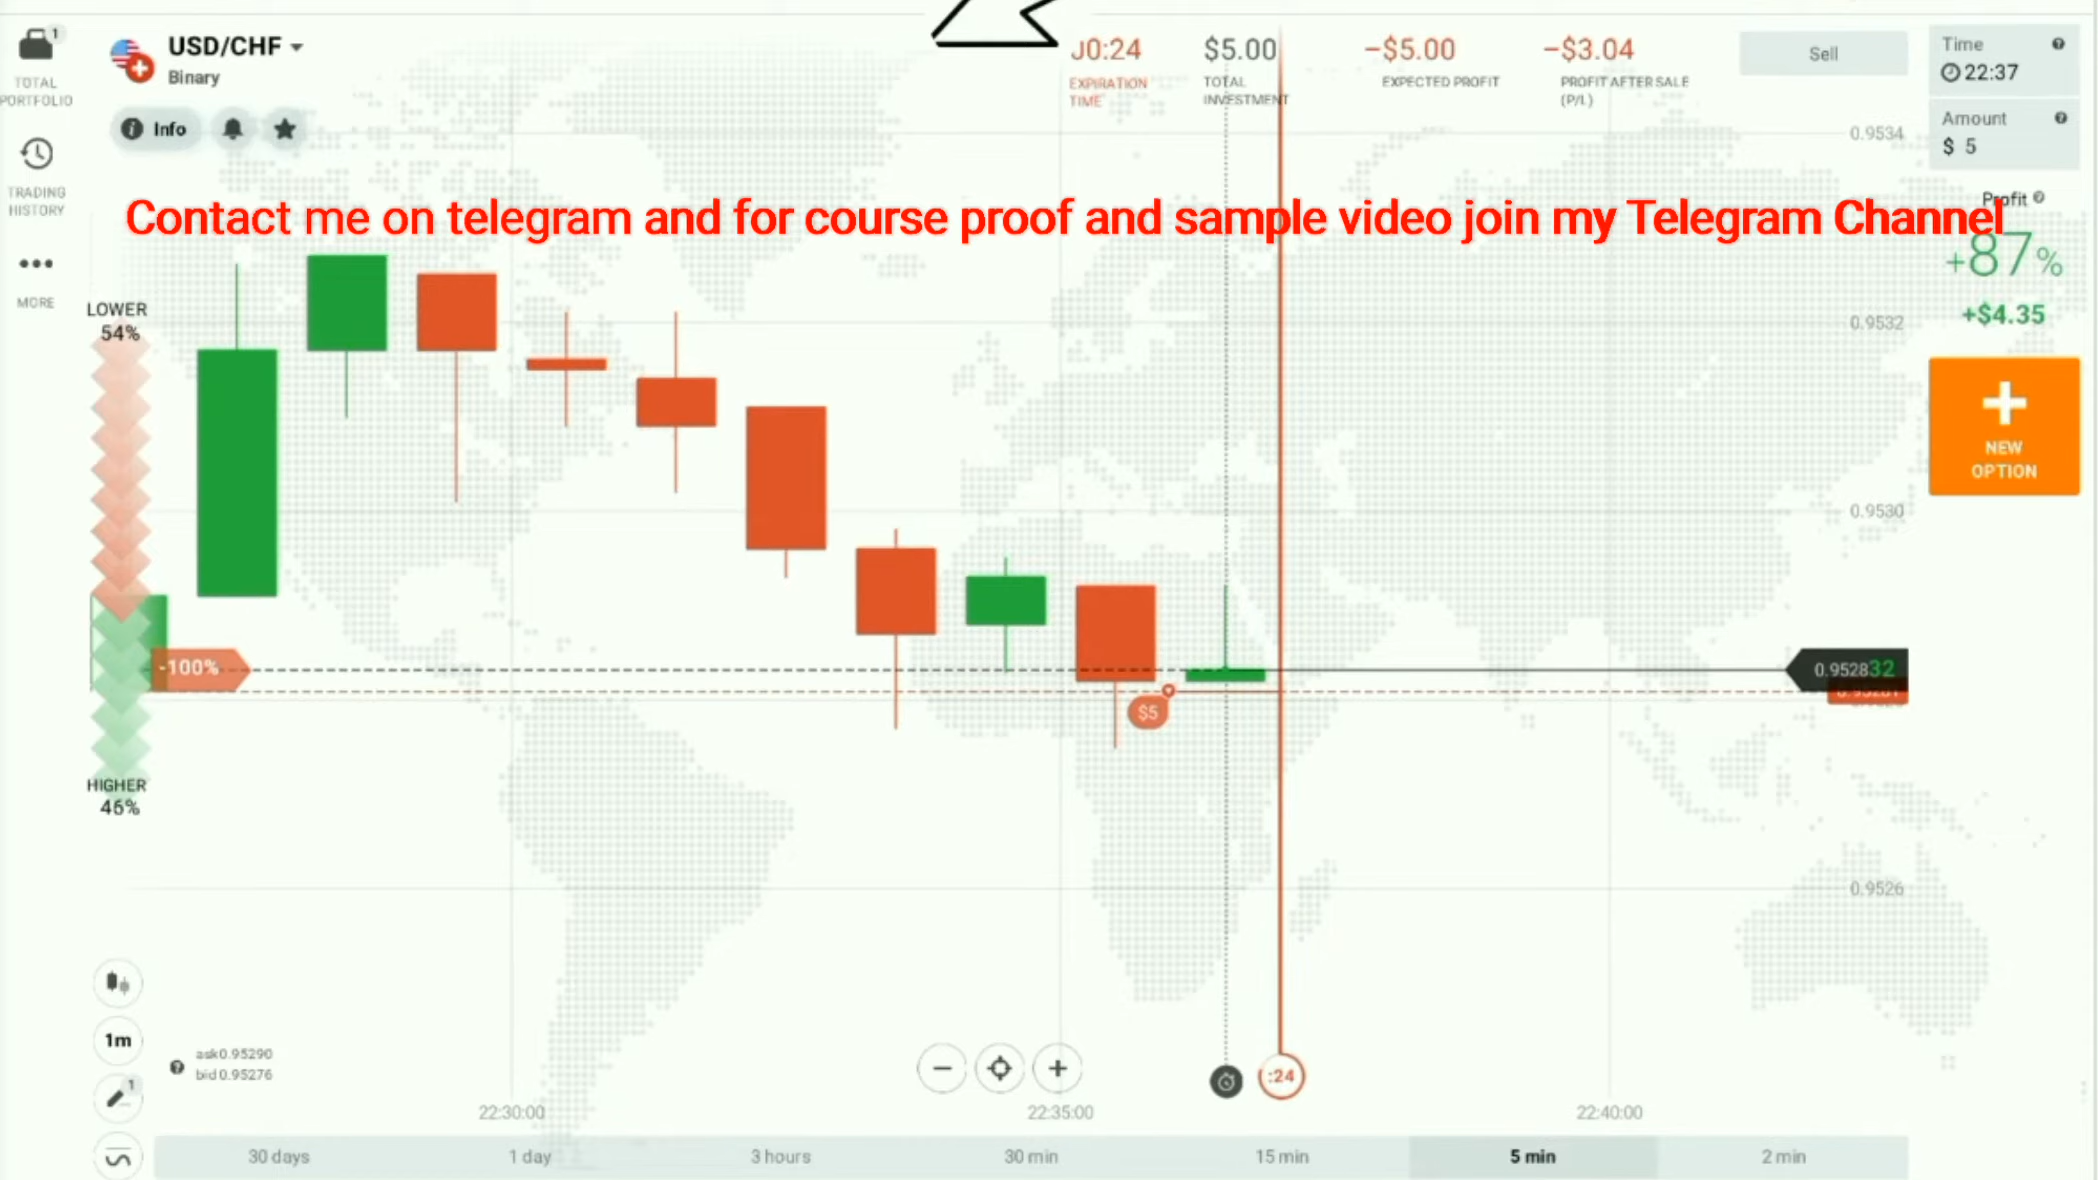 1
TOTAL
PORTFOLIO
TRADING
HISTORY
MORE
USD/CHF
Binary
Info
J0:24
EXPIRATION
TIME
$5.00
TOTAL
INVESTMENT
−$5.00
EXPECTED PROFIT
−$3.04
PROFIT AFTER SALE
(P/L)
Sell
Time
22:37
Amount
$ 5
Profit
+87%
+$4.35
NEW
OPTION
Contact me on telegram and for course proof and sample video join my Telegram Channel
LOWER
54%
HIGHER
46%
-100%
$5
0.9534
0.9532
0.9530
0.952832
0.9526
1m
1
ask 0.95290
bid 0.95276
:24
22:30:00
22:35:00
22:40:00
30 days
1 day
3 hours
30 min
15 min
5 min
2 min